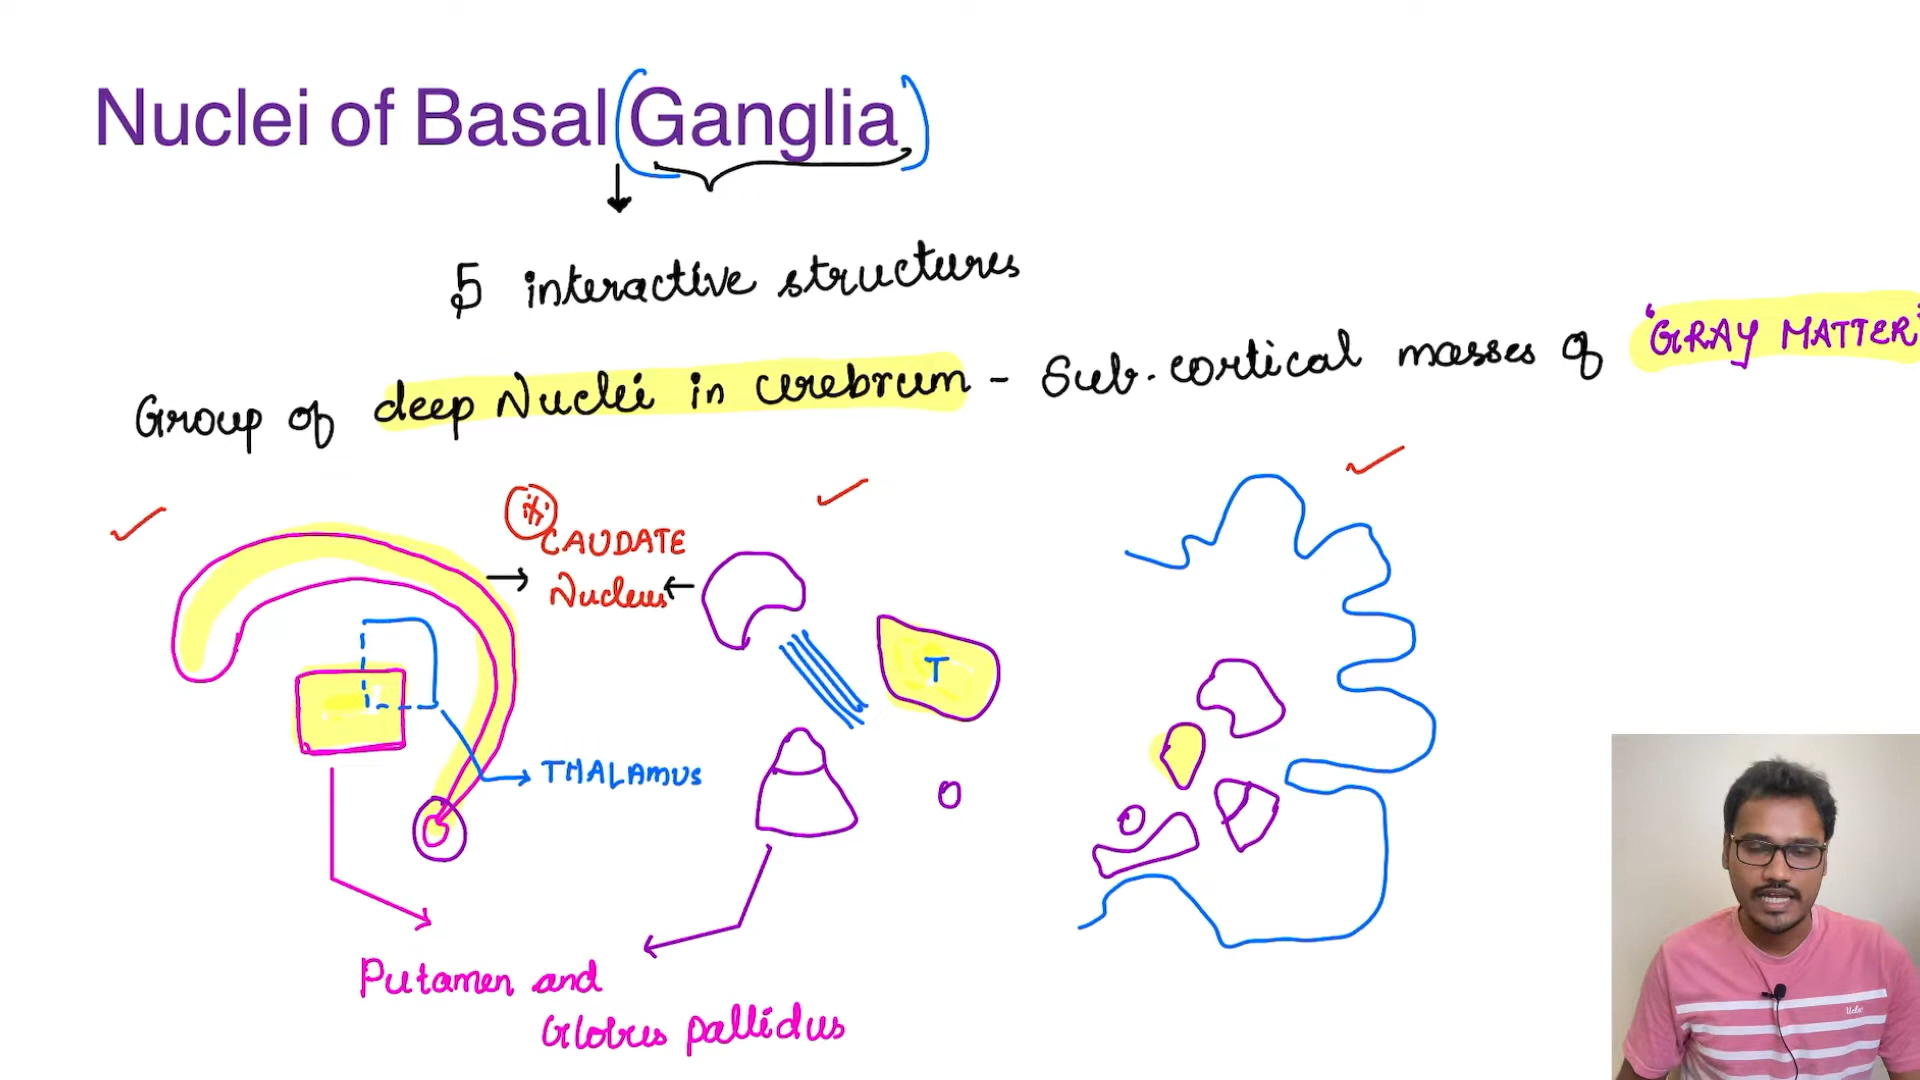 Nuclei of Basal (Ganglia)
5 interactive structures
Group of deep Nuclei in cerebrum - Sub-cortical masses of "GRAY MATTER"
CAUDATE
Nucleus
T
THALAMUS
Putamen and
Globus pallidus